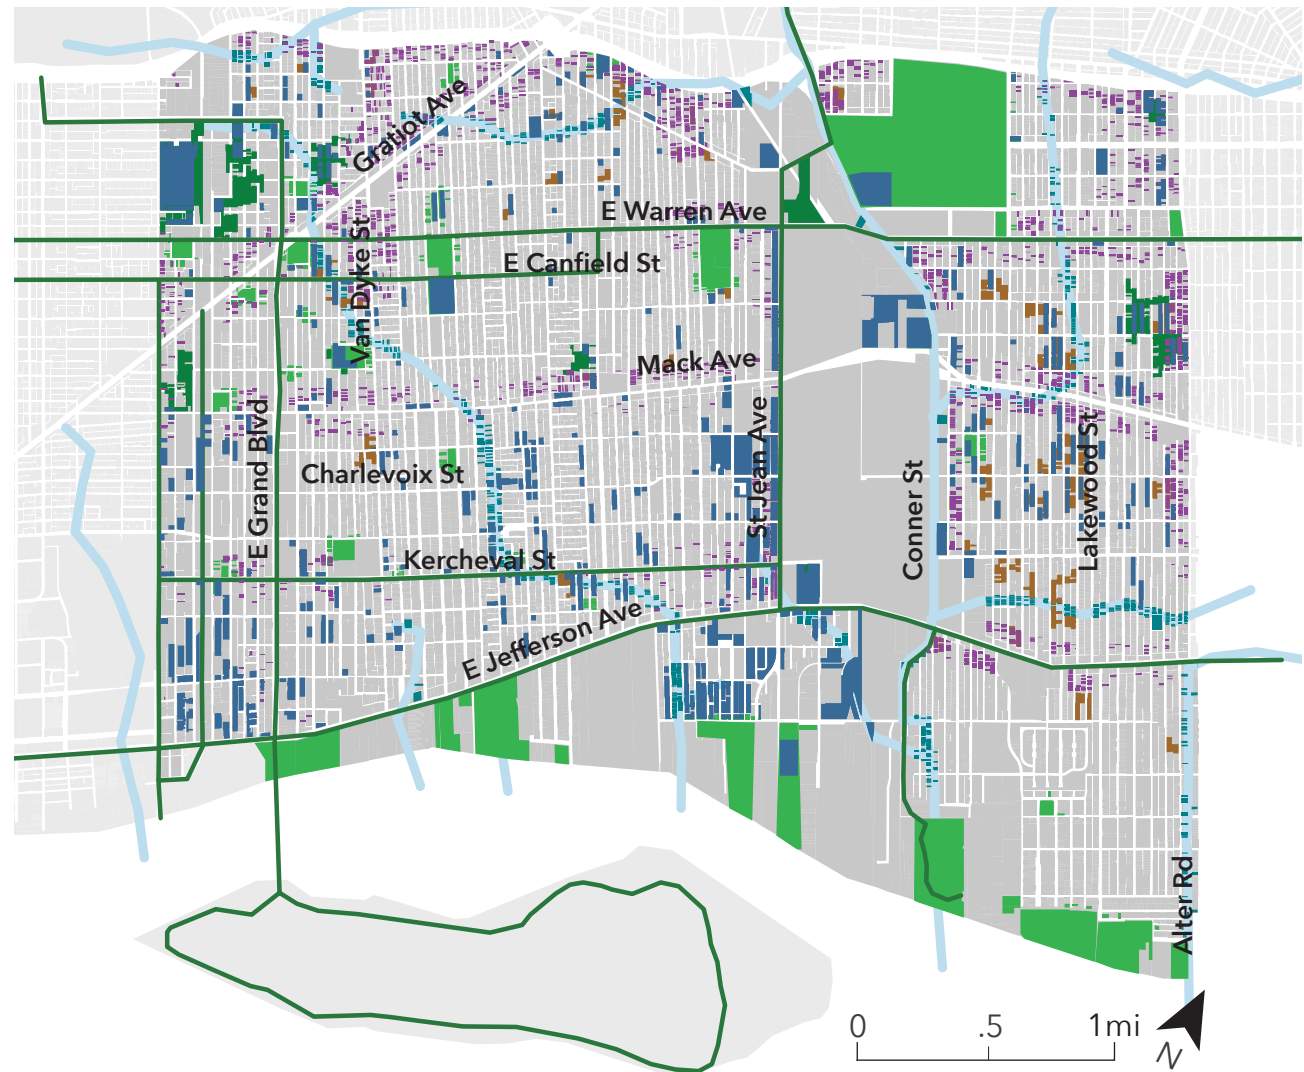 Gratiot Ave
E Warren Ave
E Canfield St
Van Dyke St
Mack Ave
E Grand Blvd
Charlevoix St
St Jean Ave
Conner St
Lakewood St
Kercheval St
E Jefferson Ave
Alter Rd
0 .5 1mi
N